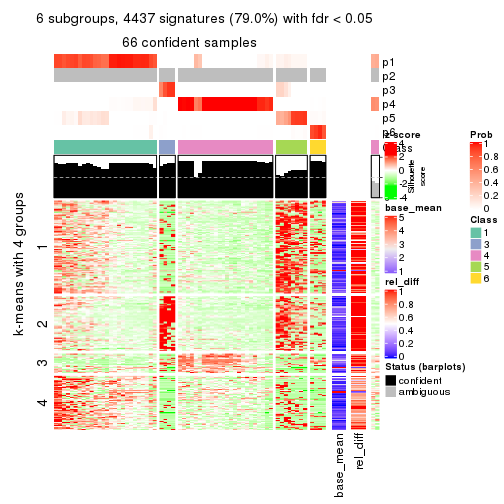 6 subgroups, 4437 signatures (79.0%) with fdr < 0.05
66 confident samples
p1
p2
p3
p4
p5
p6
Class
Silhouette
score
k-means with 4 groups
1
2
3
4
base_mean
rel_diff
z-score
4
2
0
-2
-4
base_mean
5
4
3
2
1
rel_diff
1
0.8
0.6
0.4
0.2
0
Status (barplots)
confident
ambiguous
Prob
1
0.8
0.6
0.4
0.2
0
Class
1
3
4
5
6